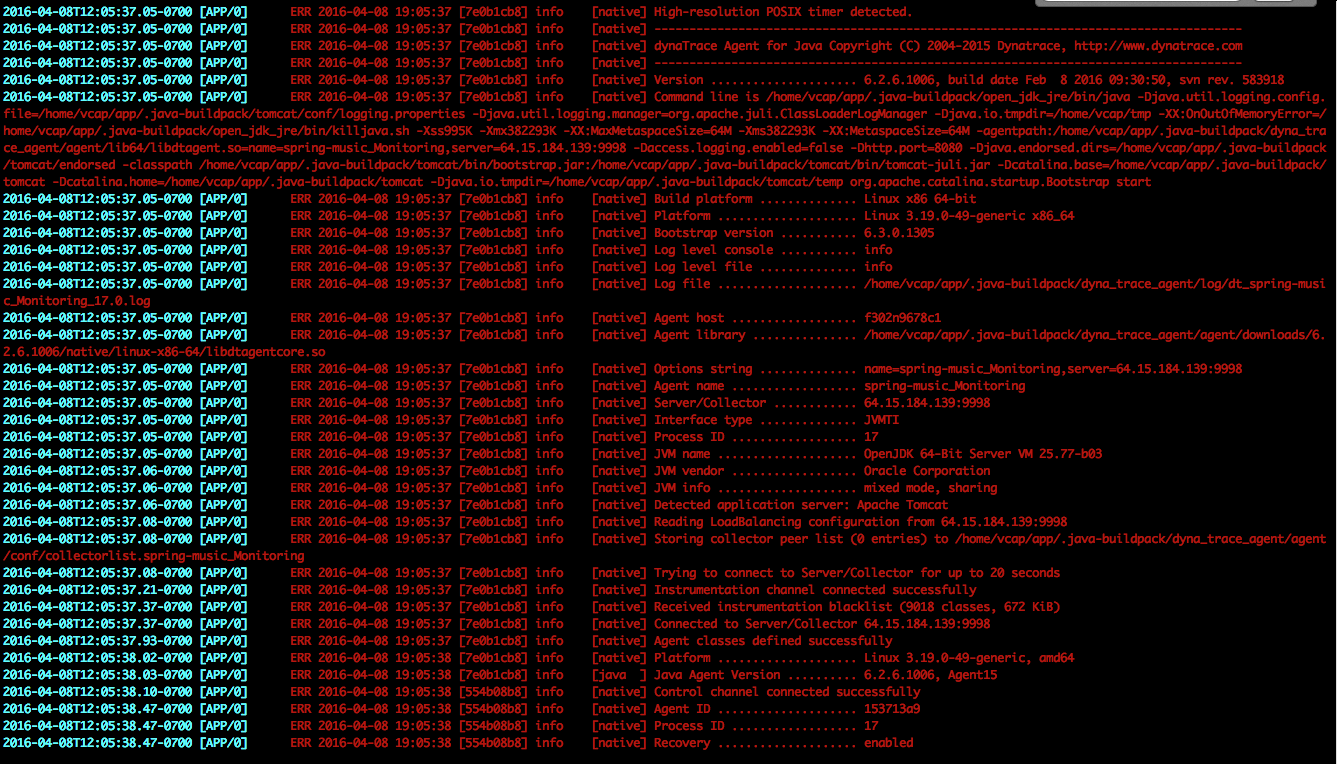 2016-04-08T12:05:37.05-0700 [APP/0]      ERR 2016-04-08 19:05:37 [7e0b1cb8] info    [native] High-resolution POSIX timer detected.
2016-04-08T12:05:37.05-0700 [APP/0]      ERR 2016-04-08 19:05:37 [7e0b1cb8] info    [native] ------------------------------------------------------------------------------------
2016-04-08T12:05:37.05-0700 [APP/0]      ERR 2016-04-08 19:05:37 [7e0b1cb8] info    [native] dynaTrace Agent for Java Copyright (C) 2004-2015 Dynatrace, http://www.dynatrace.com
2016-04-08T12:05:37.05-0700 [APP/0]      ERR 2016-04-08 19:05:37 [7e0b1cb8] info    [native] ------------------------------------------------------------------------------------
2016-04-08T12:05:37.05-0700 [APP/0]      ERR 2016-04-08 19:05:37 [7e0b1cb8] info    [native] Version ..................... 6.2.6.1006, build date Feb  8 2016 09:30:50, svn rev. 583918
2016-04-08T12:05:37.05-0700 [APP/0]      ERR 2016-04-08 19:05:37 [7e0b1cb8] info    [native] Command line is /home/vcap/app/.java-buildpack/open_jdk_jre/bin/java -Djava.util.logging.config.
file=/home/vcap/app/.java-buildpack/tomcat/conf/logging.properties -Djava.util.logging.manager=org.apache.juli.ClassLoaderLogManager -Djava.io.tmpdir=/home/vcap/tmp -XX:OnOutOfMemoryError=/
home/vcap/app/.java-buildpack/open_jdk_jre/bin/killjava.sh -Xss995K -Xmx382293K -XX:MaxMetaspaceSize=64M -Xms382293K -XX:MetaspaceSize=64M -agentpath:/home/vcap/app/.java-buildpack/dyna_tra
ce_agent/agent/lib64/libdtagent.so=name=spring-music_Monitoring,server=64.15.184.139:9998 -Daccess.logging.enabled=false -Dhttp.port=8080 -Djava.endorsed.dirs=/home/vcap/app/.java-buildpack
/tomcat/endorsed -classpath /home/vcap/app/.java-buildpack/tomcat/bin/bootstrap.jar:/home/vcap/app/.java-buildpack/tomcat/bin/tomcat-juli.jar -Dcatalina.base=/home/vcap/app/.java-buildpack/
tomcat -Dcatalina.home=/home/vcap/app/.java-buildpack/tomcat -Djava.io.tmpdir=/home/vcap/app/.java-buildpack/tomcat/temp org.apache.catalina.startup.Bootstrap start
2016-04-08T12:05:37.05-0700 [APP/0]      ERR 2016-04-08 19:05:37 [7e0b1cb8] info    [native] Build platform .............. Linux x86 64-bit
2016-04-08T12:05:37.05-0700 [APP/0]      ERR 2016-04-08 19:05:37 [7e0b1cb8] info    [native] Platform .................... Linux 3.19.0-49-generic x86_64
2016-04-08T12:05:37.05-0700 [APP/0]      ERR 2016-04-08 19:05:37 [7e0b1cb8] info    [native] Bootstrap version ........... 6.3.0.1305
2016-04-08T12:05:37.05-0700 [APP/0]      ERR 2016-04-08 19:05:37 [7e0b1cb8] info    [native] Log level console ........... info
2016-04-08T12:05:37.05-0700 [APP/0]      ERR 2016-04-08 19:05:37 [7e0b1cb8] info    [native] Log level file .............. info
2016-04-08T12:05:37.05-0700 [APP/0]      ERR 2016-04-08 19:05:37 [7e0b1cb8] info    [native] Log file .................... /home/vcap/app/.java-buildpack/dyna_trace_agent/log/dt_spring-musi
c_Monitoring_17.0.log
2016-04-08T12:05:37.05-0700 [APP/0]      ERR 2016-04-08 19:05:37 [7e0b1cb8] info    [native] Agent host .................. f302n9678c1
2016-04-08T12:05:37.05-0700 [APP/0]      ERR 2016-04-08 19:05:37 [7e0b1cb8] info    [native] Agent library ............... /home/vcap/app/.java-buildpack/dyna_trace_agent/agent/downloads/6.
2.6.1006/native/linux-x86-64/libdtagentcore.so
2016-04-08T12:05:37.05-0700 [APP/0]      ERR 2016-04-08 19:05:37 [7e0b1cb8] info    [native] Options string .............. name=spring-music_Monitoring,server=64.15.184.139:9998
2016-04-08T12:05:37.05-0700 [APP/0]      ERR 2016-04-08 19:05:37 [7e0b1cb8] info    [native] Agent name .................. spring-music_Monitoring
2016-04-08T12:05:37.05-0700 [APP/0]      ERR 2016-04-08 19:05:37 [7e0b1cb8] info    [native] Server/Collector ............ 64.15.184.139:9998
2016-04-08T12:05:37.05-0700 [APP/0]      ERR 2016-04-08 19:05:37 [7e0b1cb8] info    [native] Interface type .............. JVMTI
2016-04-08T12:05:37.05-0700 [APP/0]      ERR 2016-04-08 19:05:37 [7e0b1cb8] info    [native] Process ID .................. 17
2016-04-08T12:05:37.05-0700 [APP/0]      ERR 2016-04-08 19:05:37 [7e0b1cb8] info    [native] JVM name .................... OpenJDK 64-Bit Server VM 25.77-b03
2016-04-08T12:05:37.06-0700 [APP/0]      ERR 2016-04-08 19:05:37 [7e0b1cb8] info    [native] JVM vendor .................. Oracle Corporation
2016-04-08T12:05:37.06-0700 [APP/0]      ERR 2016-04-08 19:05:37 [7e0b1cb8] info    [native] JVM info .................... mixed mode, sharing
2016-04-08T12:05:37.06-0700 [APP/0]      ERR 2016-04-08 19:05:37 [7e0b1cb8] info    [native] Detected application server: Apache Tomcat
2016-04-08T12:05:37.08-0700 [APP/0]      ERR 2016-04-08 19:05:37 [7e0b1cb8] info    [native] Reading LoadBalancing configuration from 64.15.184.139:9998
2016-04-08T12:05:37.08-0700 [APP/0]      ERR 2016-04-08 19:05:37 [7e0b1cb8] info    [native] Storing collector peer list (0 entries) to /home/vcap/app/.java-buildpack/dyna_trace_agent/agent
/conf/collectorlist.spring-music_Monitoring
2016-04-08T12:05:37.08-0700 [APP/0]      ERR 2016-04-08 19:05:37 [7e0b1cb8] info    [native] Trying to connect to Server/Collector for up to 20 seconds
2016-04-08T12:05:37.21-0700 [APP/0]      ERR 2016-04-08 19:05:37 [7e0b1cb8] info    [native] Instrumentation channel connected successfully
2016-04-08T12:05:37.37-0700 [APP/0]      ERR 2016-04-08 19:05:37 [7e0b1cb8] info    [native] Received instrumentation blacklist (9018 classes, 672 KiB)
2016-04-08T12:05:37.37-0700 [APP/0]      ERR 2016-04-08 19:05:37 [7e0b1cb8] info    [native] Connected to Server/Collector 64.15.184.139:9998
2016-04-08T12:05:37.93-0700 [APP/0]      ERR 2016-04-08 19:05:37 [7e0b1cb8] info    [native] Agent classes defined successfully
2016-04-08T12:05:38.02-0700 [APP/0]      ERR 2016-04-08 19:05:38 [7e0b1cb8] info    [native] Platform .................... Linux 3.19.0-49-generic, amd64
2016-04-08T12:05:38.03-0700 [APP/0]      ERR 2016-04-08 19:05:38 [7e0b1cb8] info    [java  ] Java Agent Version .......... 6.2.6.1006, Agent15
2016-04-08T12:05:38.10-0700 [APP/0]      ERR 2016-04-08 19:05:38 [554b08b8] info    [native] Control channel connected successfully
2016-04-08T12:05:38.47-0700 [APP/0]      ERR 2016-04-08 19:05:38 [554b08b8] info    [native] Agent ID .................... 153713a9
2016-04-08T12:05:38.47-0700 [APP/0]      ERR 2016-04-08 19:05:38 [554b08b8] info    [native] Process ID .................. 17
2016-04-08T12:05:38.47-0700 [APP/0]      ERR 2016-04-08 19:05:38 [554b08b8] info    [native] Recovery .................... enabled